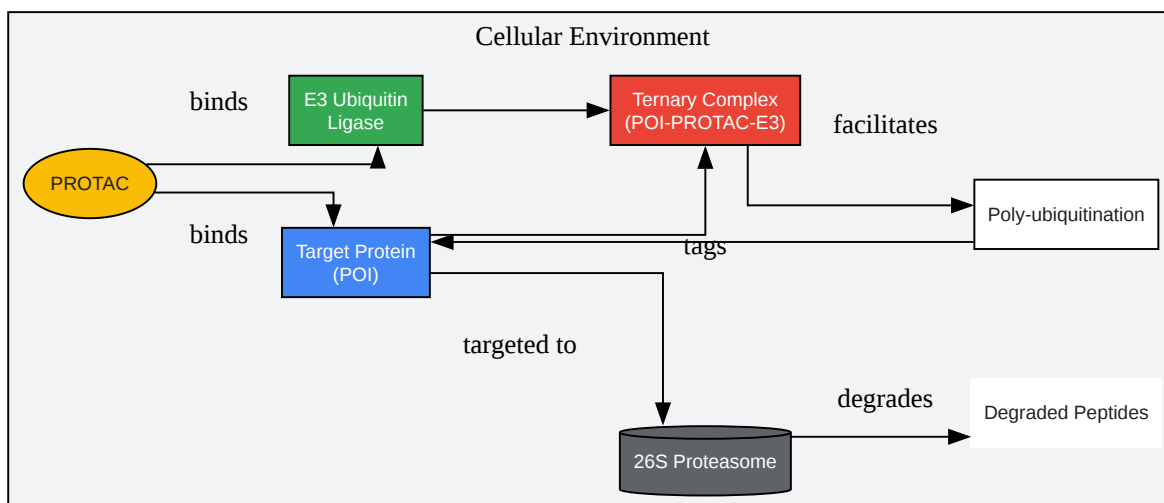 Cellular Environment
binds
E3 Ubiquitin
Ligase
Ternary Complex
(POI-PROTAC-E3)
facilitates
PROTAC
Poly-ubiquitination
binds
Target Protein
(POI)
tags
targeted to
degrades
Degraded Peptides
26S Proteasome